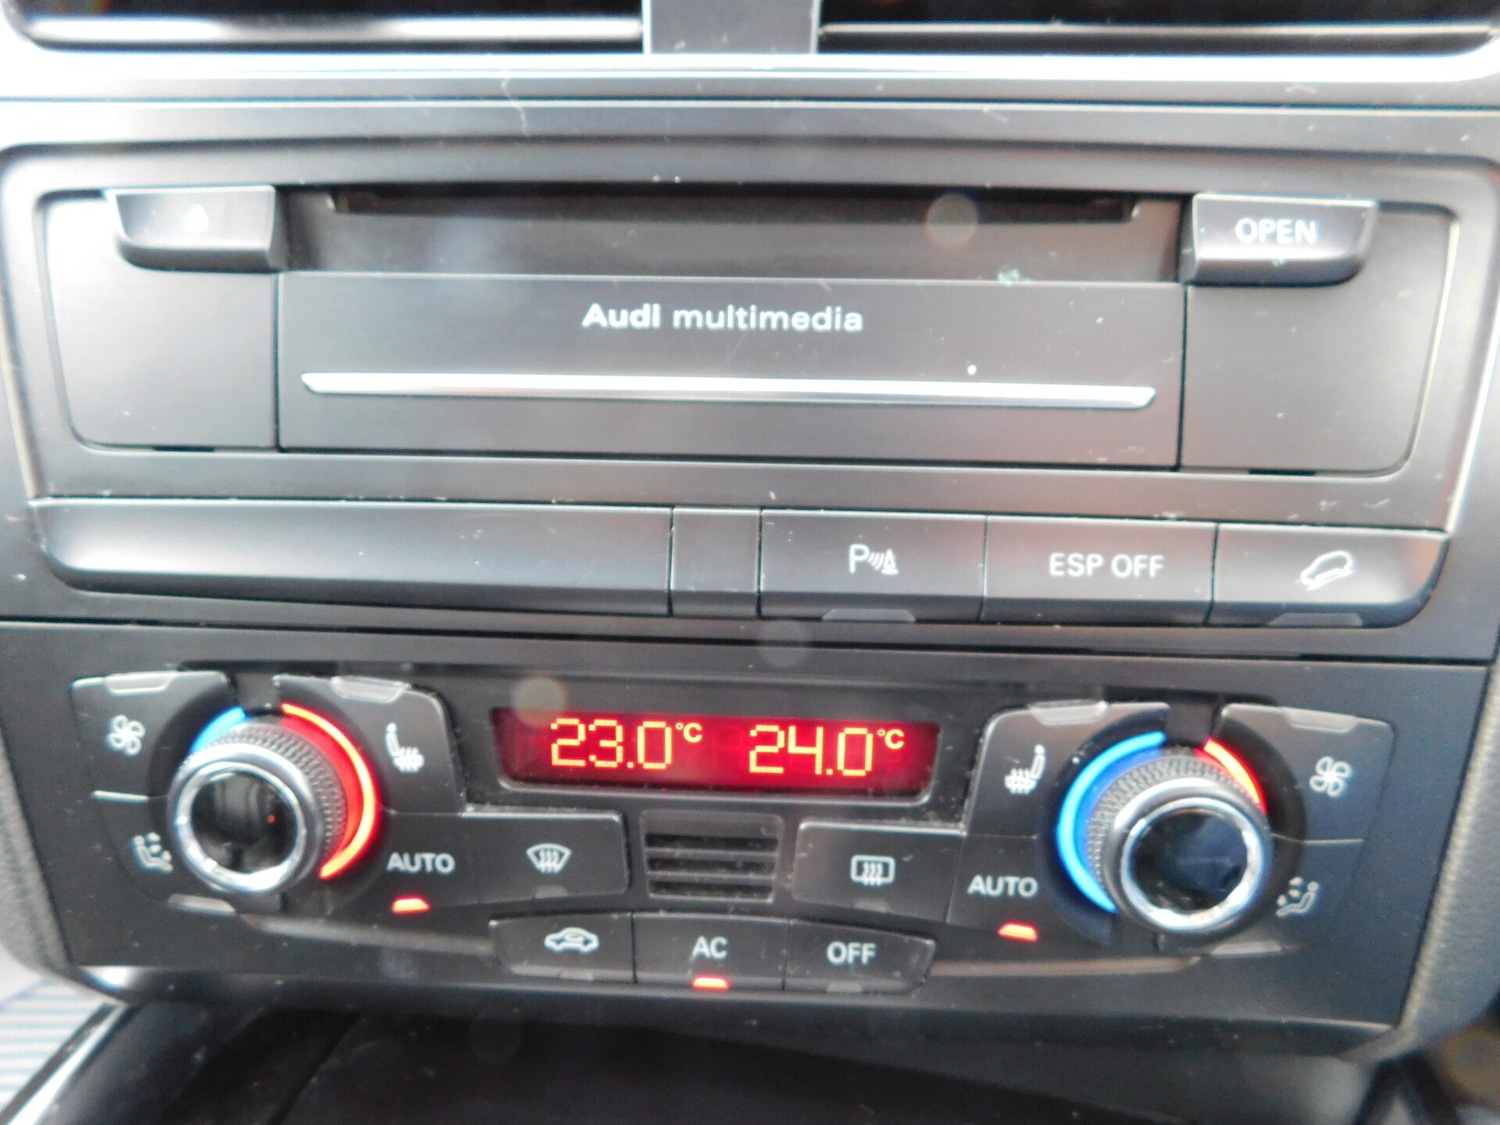 OPEN
Audi multimedia
P
ESP OFF
23.0°C 24.0°C
AUTO
AUTO
AC
OFF